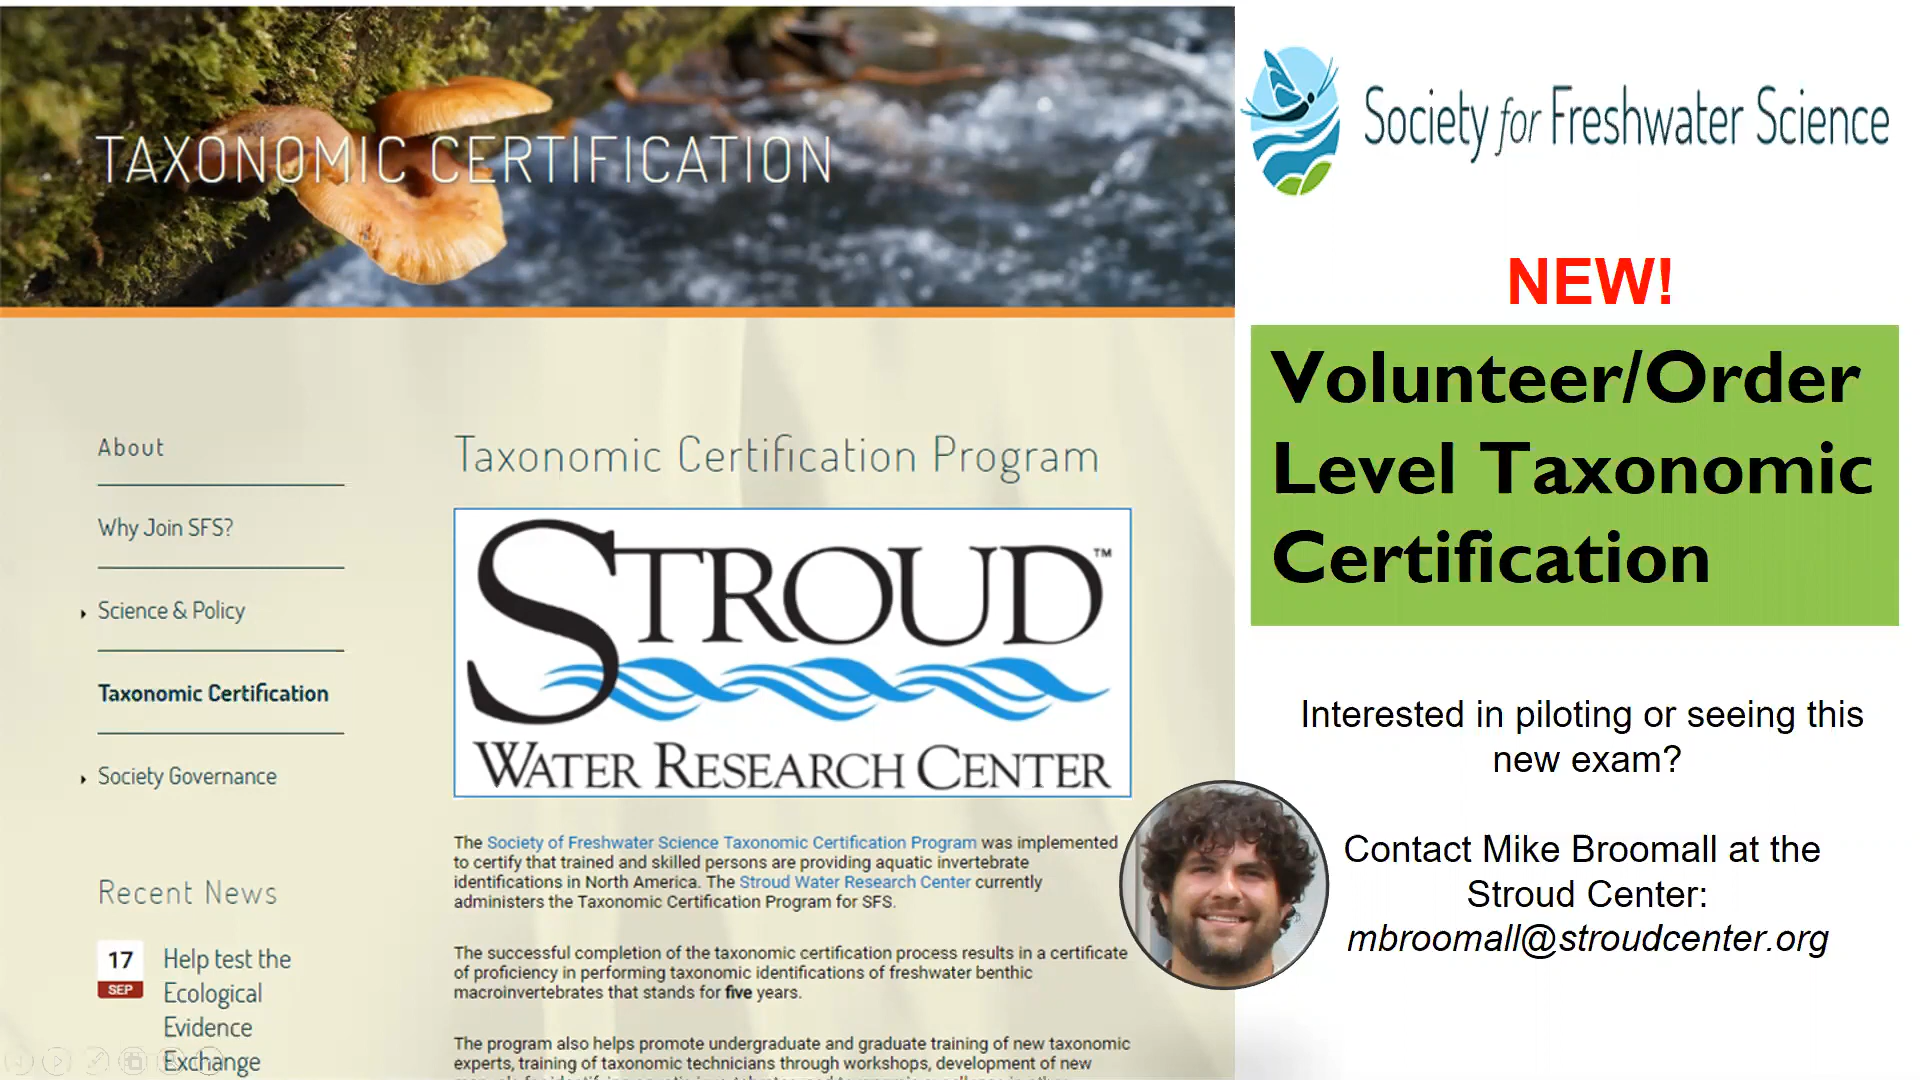 TAXONOMIC CERTIFICATION
About
Why Join SFS?
Science & Policy
Taxonomic Certification
Society Governance
Recent News
17
SEP
Help test the
Ecological
Evidence
Exchange
Taxonomic Certification Program
STROUD™
WATER RESEARCH CENTER
The Society of Freshwater Science Taxonomic Certification Program was implemented
to certify that trained and skilled persons are providing aquatic invertebrate
identifications in North America. The Stroud Water Research Center currently
administers the Taxonomic Certification Program for SFS.
The successful completion of the taxonomic certification process results in a certificate
of proficiency in performing taxonomic identifications of freshwater benthic
macroinvertebrates that stands for five years.
The program also helps promote undergraduate and graduate training of new taxonomic
experts, training of taxonomic technicians through workshops, development of new
Society for Freshwater Science
NEW!
Volunteer/Order
Level Taxonomic
Certification
Interested in piloting or seeing this
new exam?
Contact Mike Broomall at the
Stroud Center:
mbroomall@stroudcenter.org